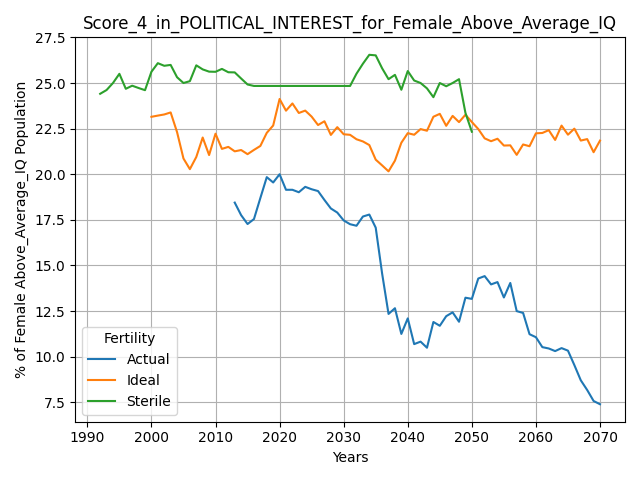 Score_4_in_POLITICAL_INTEREST_for_Female_Above_Average_IQ
% of Female Above_Average_IQ Population
27.5
25.0
22.5
20.0
17.5
15.0
12.5
10.0
7.5
Fertility
Actual
Ideal
Sterile
1990 2000 2010 2020 2030 2040 2050 2060 2070
Years